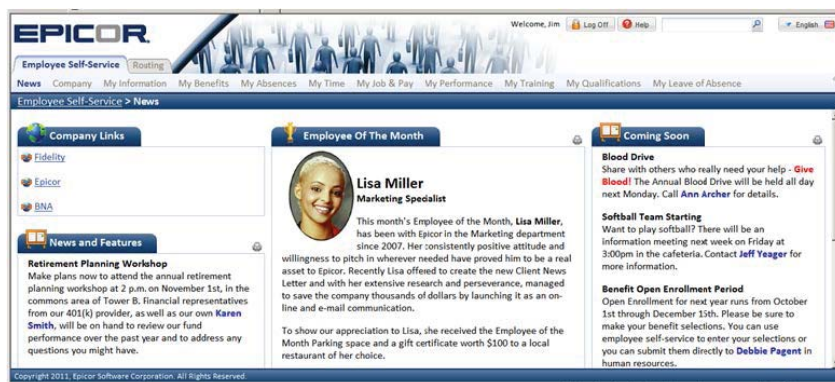 EPICOR
Welcome, Jim
Log Off
Help
English
Employee Self-Service
Routing
News Company My Information My Benefits My Absences My Time My Job & Pay My Performance My Training My Qualifications My Leave of Absence
Employee Self-Service > News
Company Links
Fidelity
Epicor
BNA
News and Features
Retirement Planning Workshop
Make plans now to attend the annual retirement
planning workshop at 2 p.m. on November 1st, in the
commons area of Tower B. Financial representatives
from our 401(k) provider, as well as our own Karen
Smith, will be on hand to review our fund
performance over the past year and to address any
questions you might have.
Employee Of The Month
Lisa Miller
Marketing Specialist
This month's Employee of the Month, Lisa Miller,
has been with Epicor in the Marketing department
since 2007. Her consistently positive attitude and
willingness to pitch in wherever needed have proved him to be a real
asset to Epicor. Recently Lisa offered to create the new Client News
Letter and with her extensive research and perseverance, managed
to save the company thousands of dollars by launching it as an on-
line and e-mail communication.
To show our appreciation to Lisa, she received the Employee of the
Month Parking space and a gift certificate worth $100 to a local
restaurant of her choice.
Coming Soon
Blood Drive
Share with others who really need your help - Give
Blood! The Annual Blood Drive will be held all day
next Monday. Call Ann Archer for details.
Softball Team Starting
Want to play softball? There will be an
information meeting next week on Friday at
3:00pm in the cafeteria. Contact Jeff Yeager for
more information.
Benefit Open Enrollment Period
Open Enrollment for next year runs from October
1st through December 15th. Please be sure to
make your benefit selections. You can use
employee self-service to enter your selections or
you can submit them directly to Debbie Pagent in
human resources.
Copyright 2011, Epicor Software Corporation. All Rights Reserved.